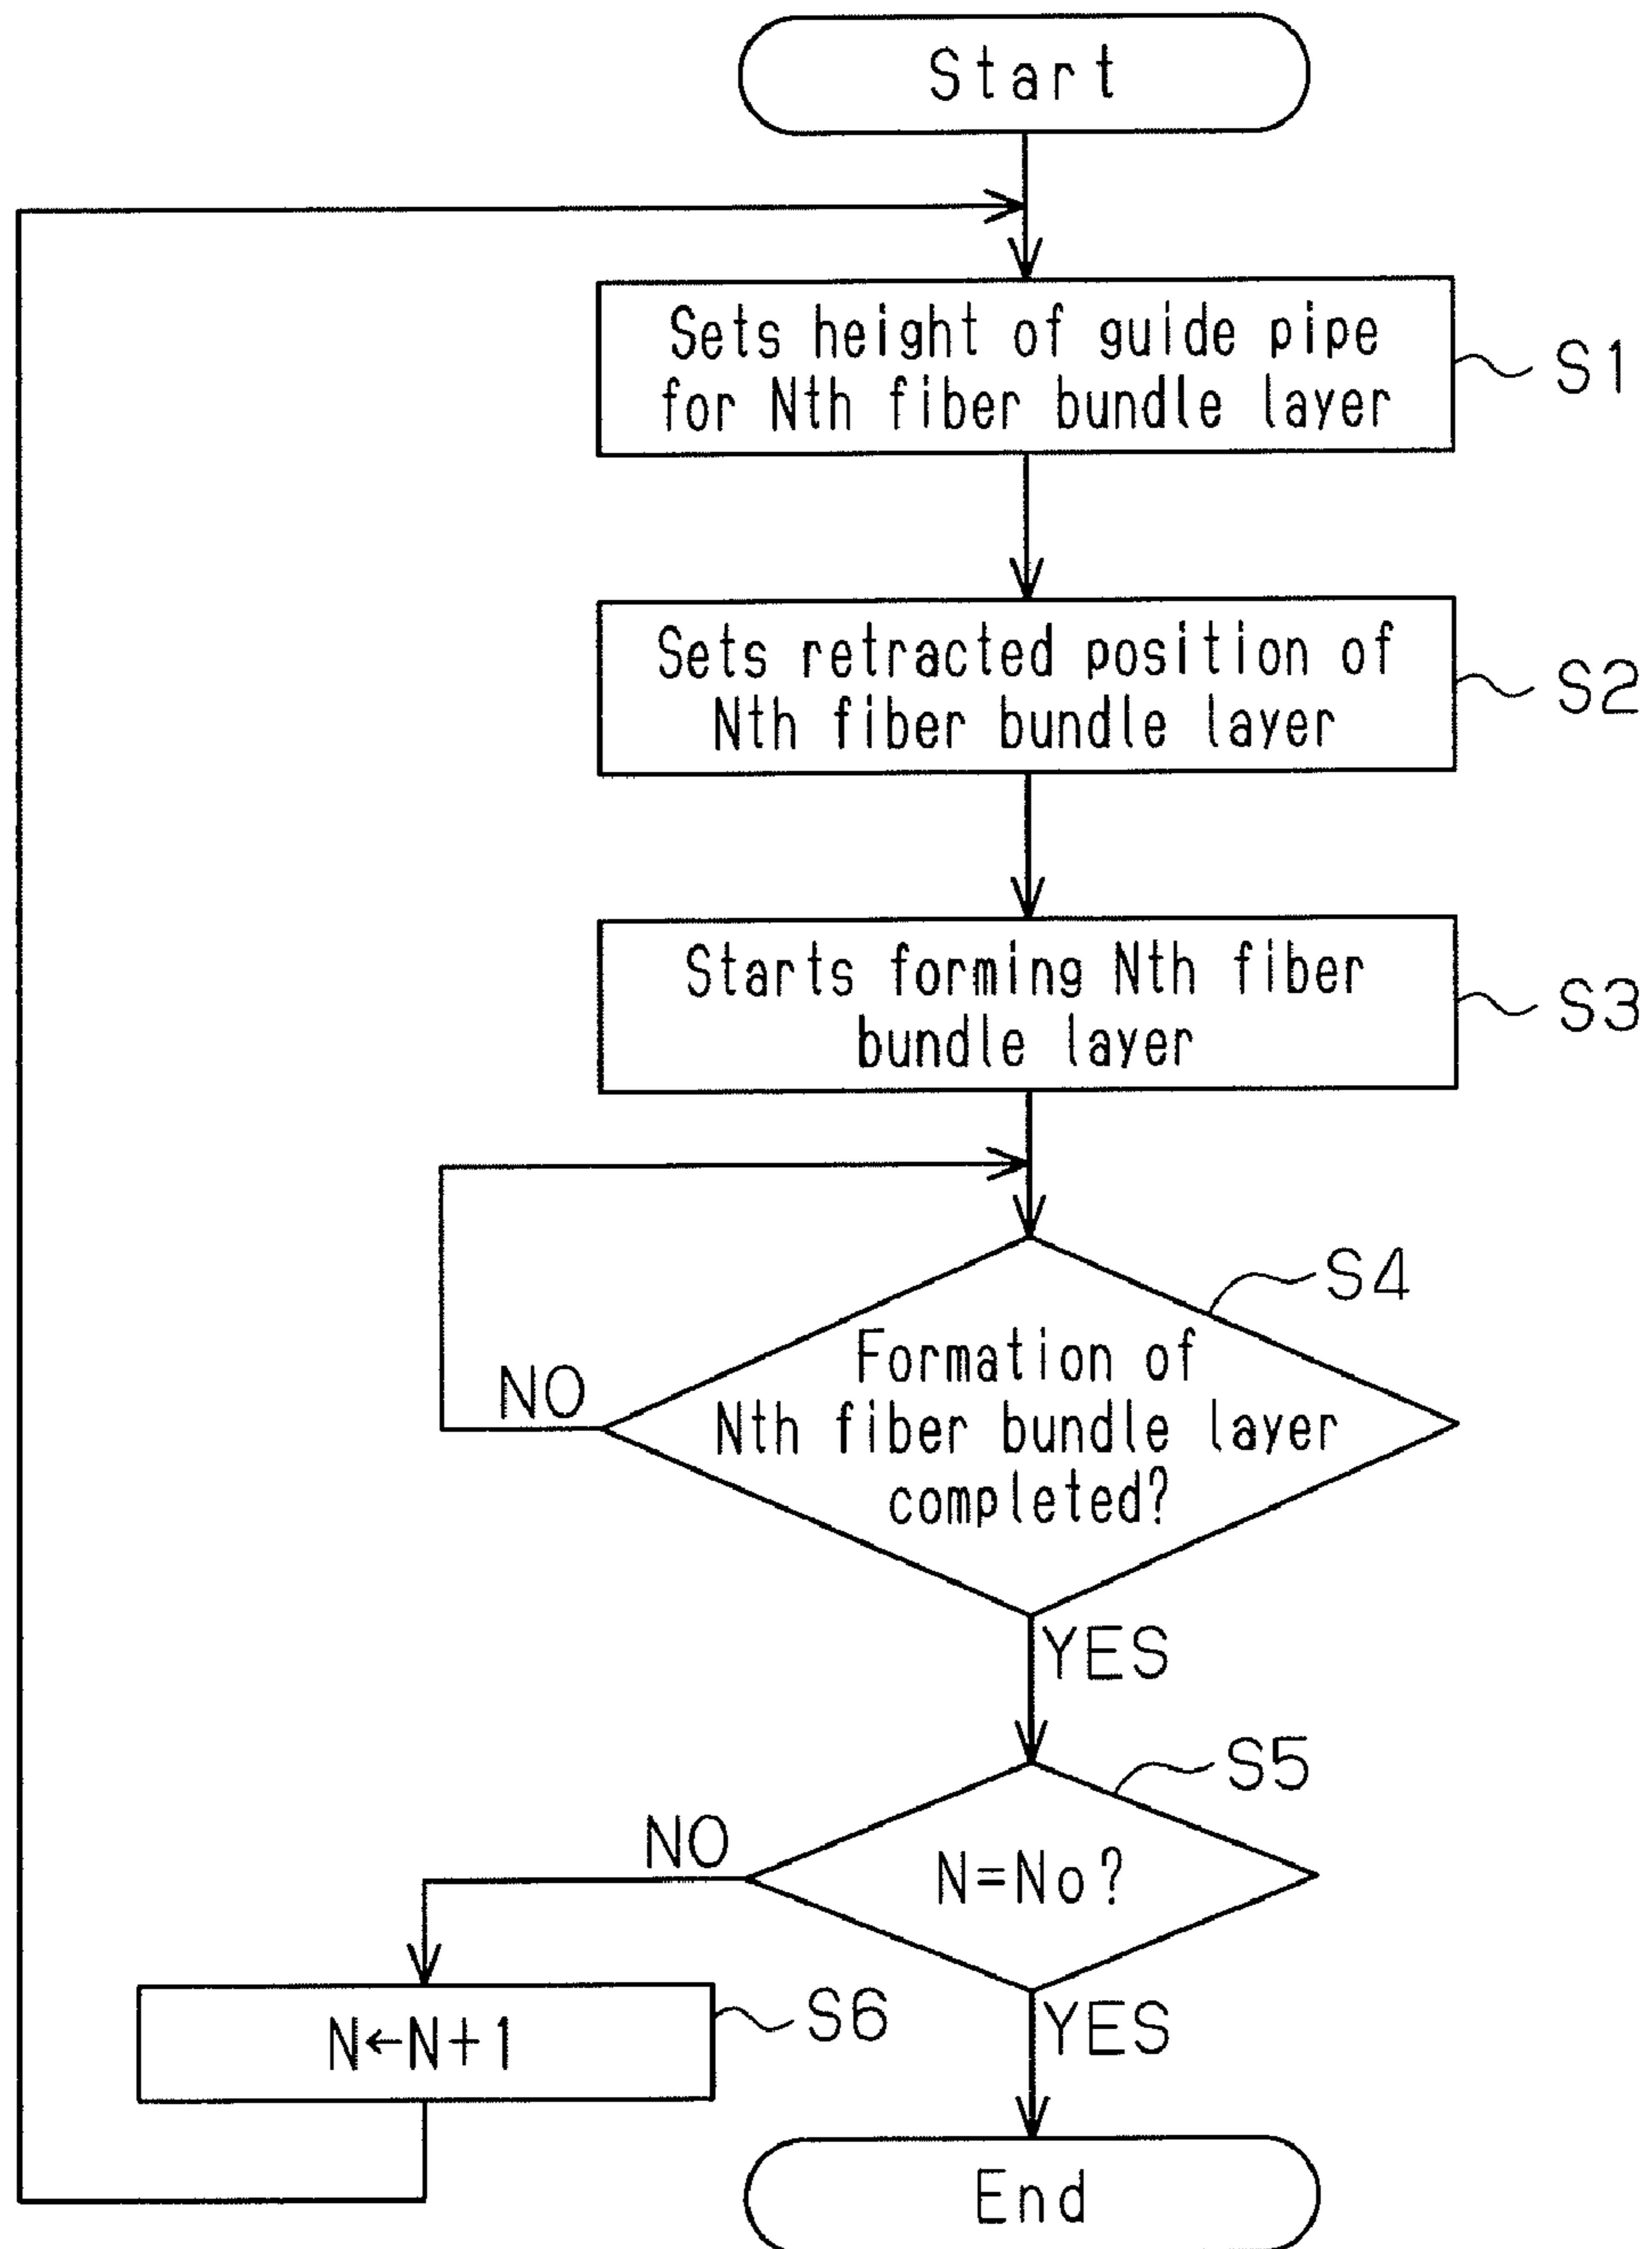 Start
Sets height of guide pipe
for Nth fiber bundle layer
S1
Sets retracted position of
Nth fiber bundle layer
S2
Starts forming Nth fiber
bundle layer
S3
S4
Formation of
Nth fiber bundle layer
completed?
NO
YES
S5
N=No?
NO
N←N+1
S6
YES
End